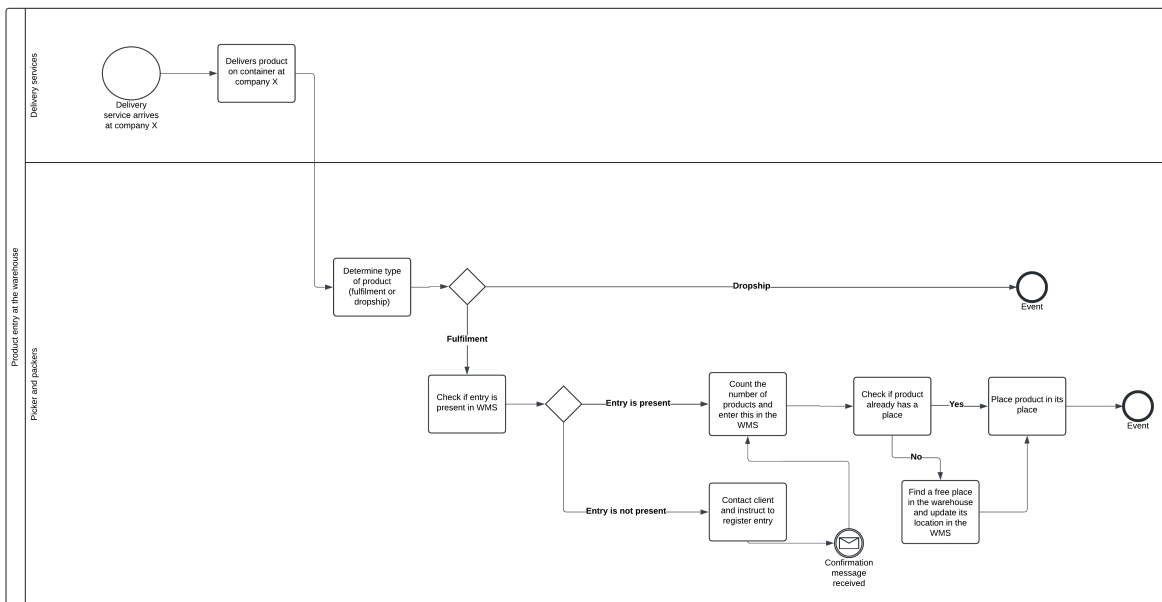 Product entry at the warehouse
Delivery services
Delivery
service arrives
at company X
Delivers product
on container at
company X
Picker and packers
Determine type
of product
(fulfilment or
dropship)
Dropship
Event
Fulfilment
Check if entry is
present in WMS
Entry is present
Count the
number of
products and
enter this in the
WMS
Check if product
already has a
place
Yes
Place product in its
place
Event
No
Find a free place
in the warehouse
and update its
location in the
WMS
Entry is not present
Contact client
and instruct to
register entry
Confirmation
message
received